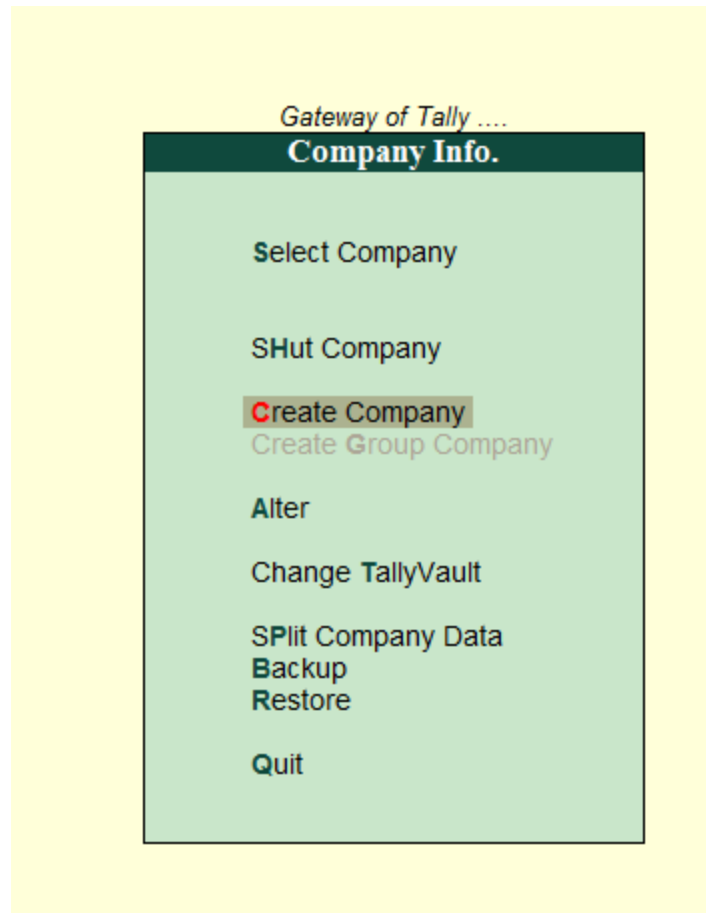 Gateway of Tally ....
Company Info.
Select Company
SHut Company
Create Company
Create Group Company
Alter
Change TallyVault
SPlit Company Data
Backup
Restore
Quit